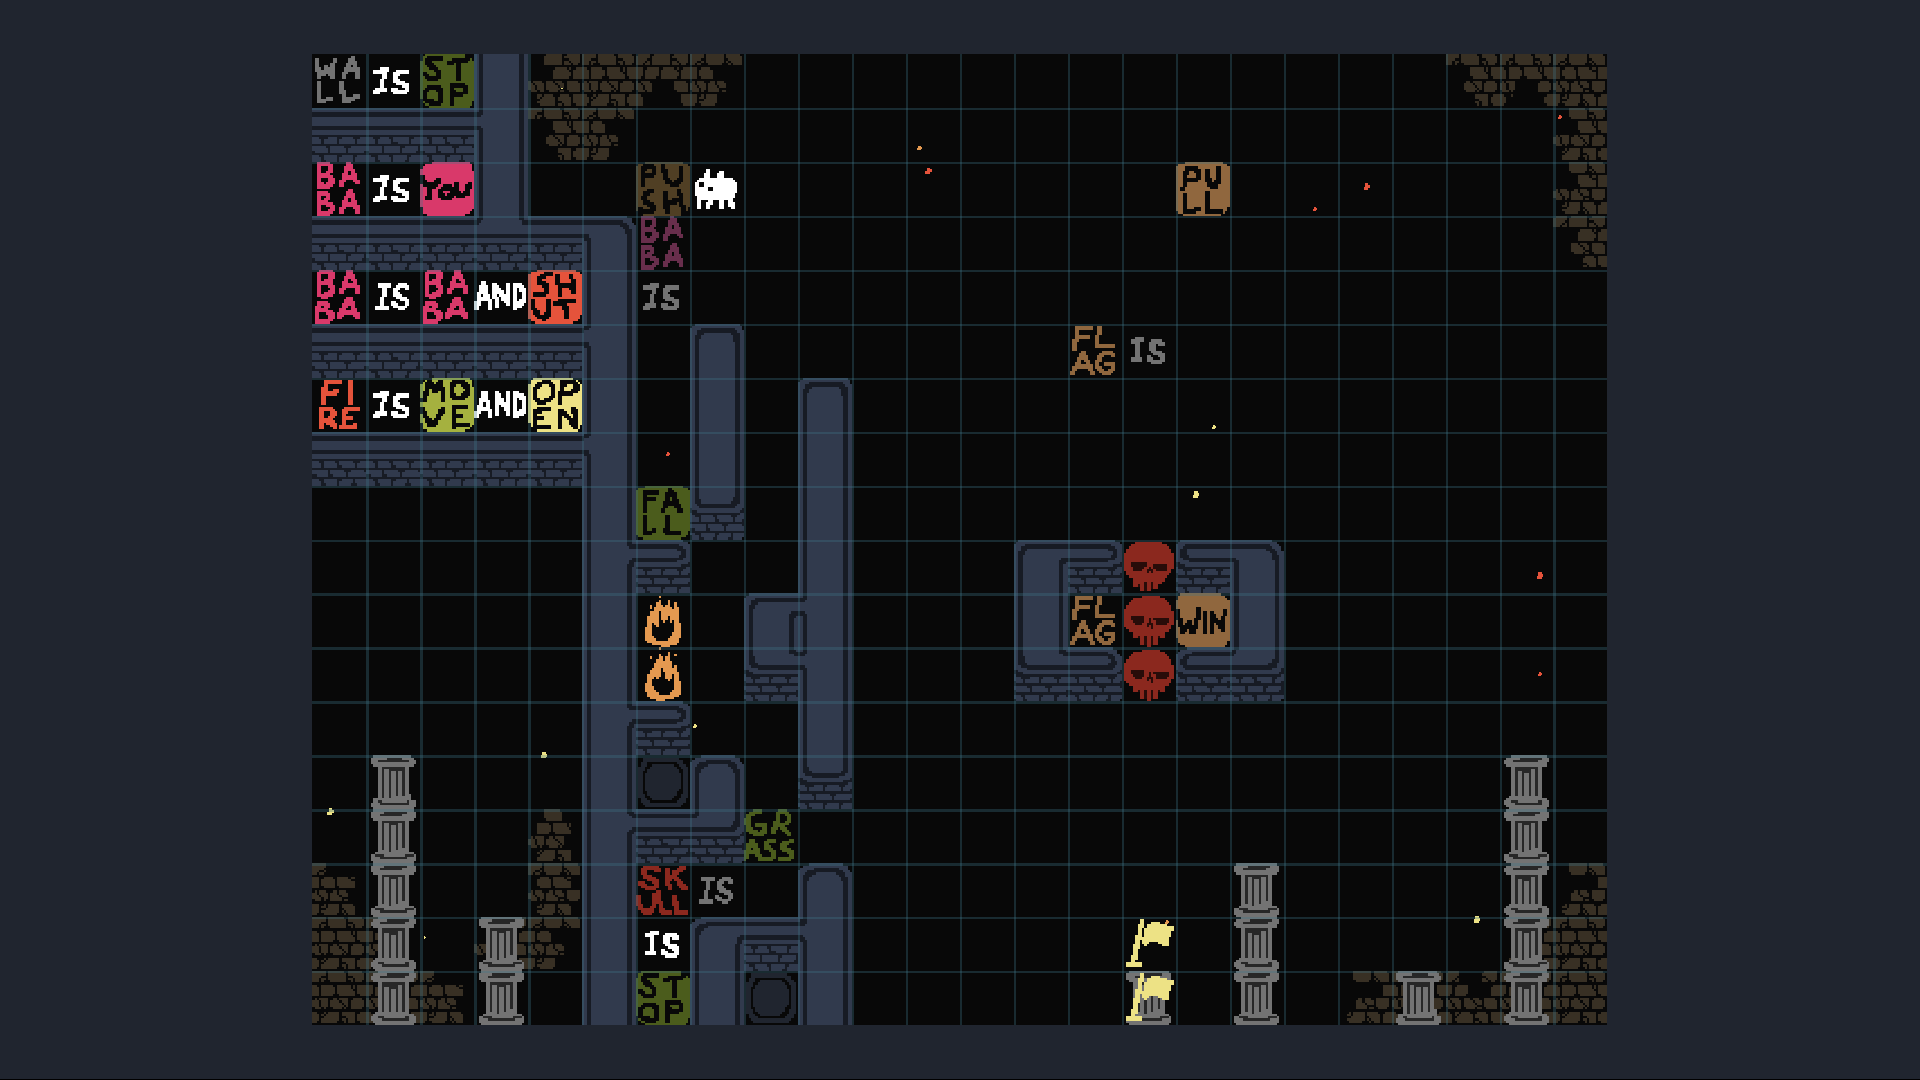 WALL IS STOP
BABA IS YOU
PUSH
PULL
BABA
BABA IS BABA AND SHUT
IS
FLAG IS
FIRE IS MOVE AND OPEN
FALL
FLAG
WIN
GRASS
SKULL IS
IS
STOP